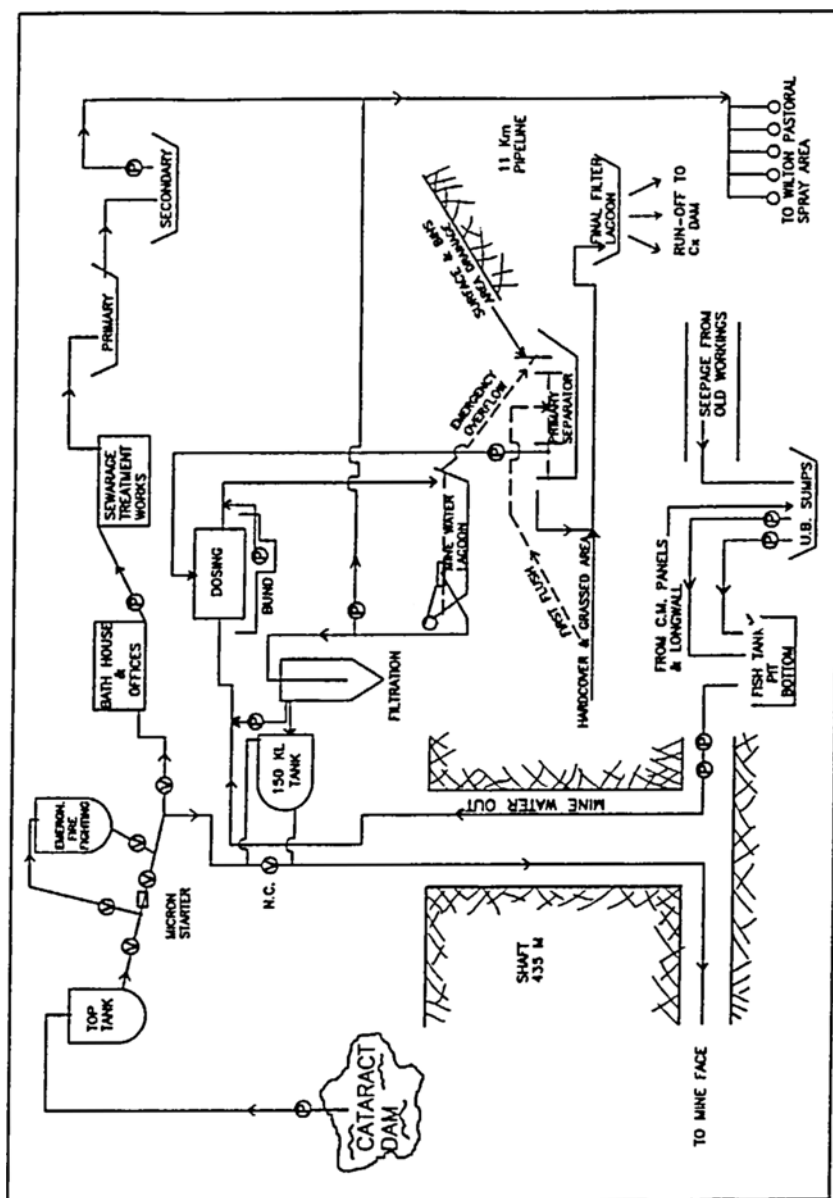 CATARACT
DAM
TOP
TANK
V
MICRON
STARTER
V
V
V
EMERGN.
FIRE
FIGHTING
V
BATH HOUSE
&
OFFICES
P
SEWARAGE
TREATMENT
WORKS
PRIMARY
SECONDARY
P
P
N.C.
V
150 KL
TANK
P
FILTRATION
DOSING
BUND
P
P
P
MINE WATER
LAGOON
EMERGENCY
OVERFLOW
SURFACE & BINS
AREA DRAINAGE
PRIMARY
SEPARATOR
FIRST FLUSH
HARDCOVER & GRASSED AREA
11 Km
PIPELINE
FINAL FILTER
LAGOON
RUN-OFF TO
Cx DAM
TO WILTON PASTORAL
SPRAY AREA
SHAFT
435 M
MINE WATER OUT
P
P
TO MINE FACE
FROM C.M. PANELS
& LONGWALL
SEEPAGE FROM
OLD WORKINGS
FISH TANK
PIT
BOTTOM
P
P
U.B. SUMPS